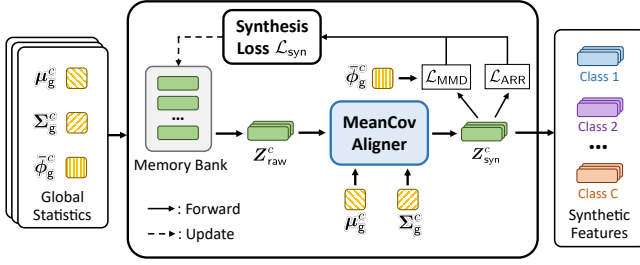 μ_g^c
Σ_g^c
φ̄_g^c
Global
Statistics
Synthesis
Loss 𝓛_syn
...
Memory Bank
Z_raw^c
MeanCov
Aligner
μ_g^c
Σ_g^c
φ̄_g^c
𝓛_MMD
𝓛_ARR
Z_syn^c
: Forward
: Update
Class 1
Class 2
...
Class C
Synthetic
Features